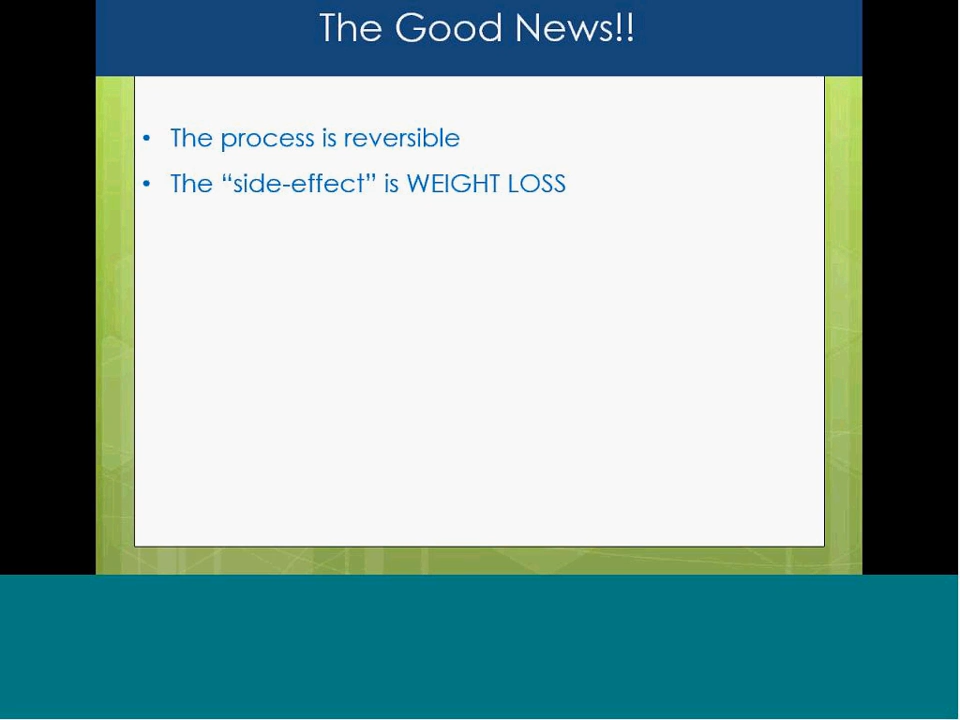 The Good News!!
• The process is reversible
• The “side-effect” is WEIGHT LOSS